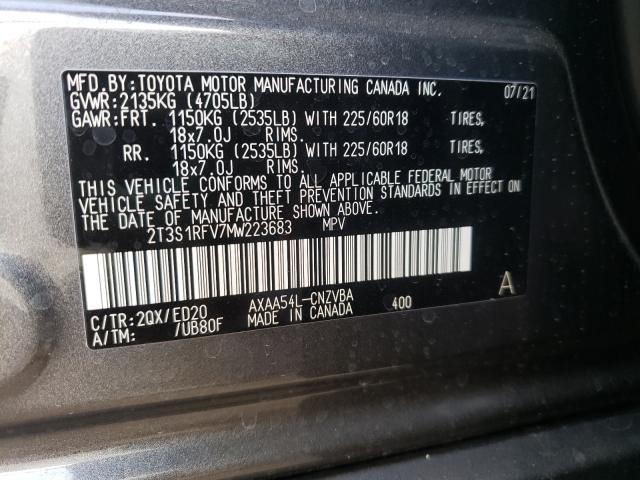 MFD.BY:TOYOTA MOTOR MANUFACTURING CANADA INC. 07/21
GVWR:2135KG (4705LB)
GAWR:FRT. 1150KG (2535LB) WITH 225/60R18 TIRES,
18x7.0J RIMS.
RR. 1150KG (2535LB) WITH 225/60R18 TIRES,
18x7.0J RIMS.
THIS VEHICLE CONFORMS TO ALL APPLICABLE FEDERAL MOTOR
VEHICLE SAFETY AND THEFT PREVENTION STANDARDS IN EFFECT ON
THE DATE OF MANUFACTURE SHOWN ABOVE.
2T3S1RFV7MW223683 MPV
C/TR:2QX/ED20 AXAA54L-CNZVBA 400 A
A/TM: /UB80F MADE IN CANADA